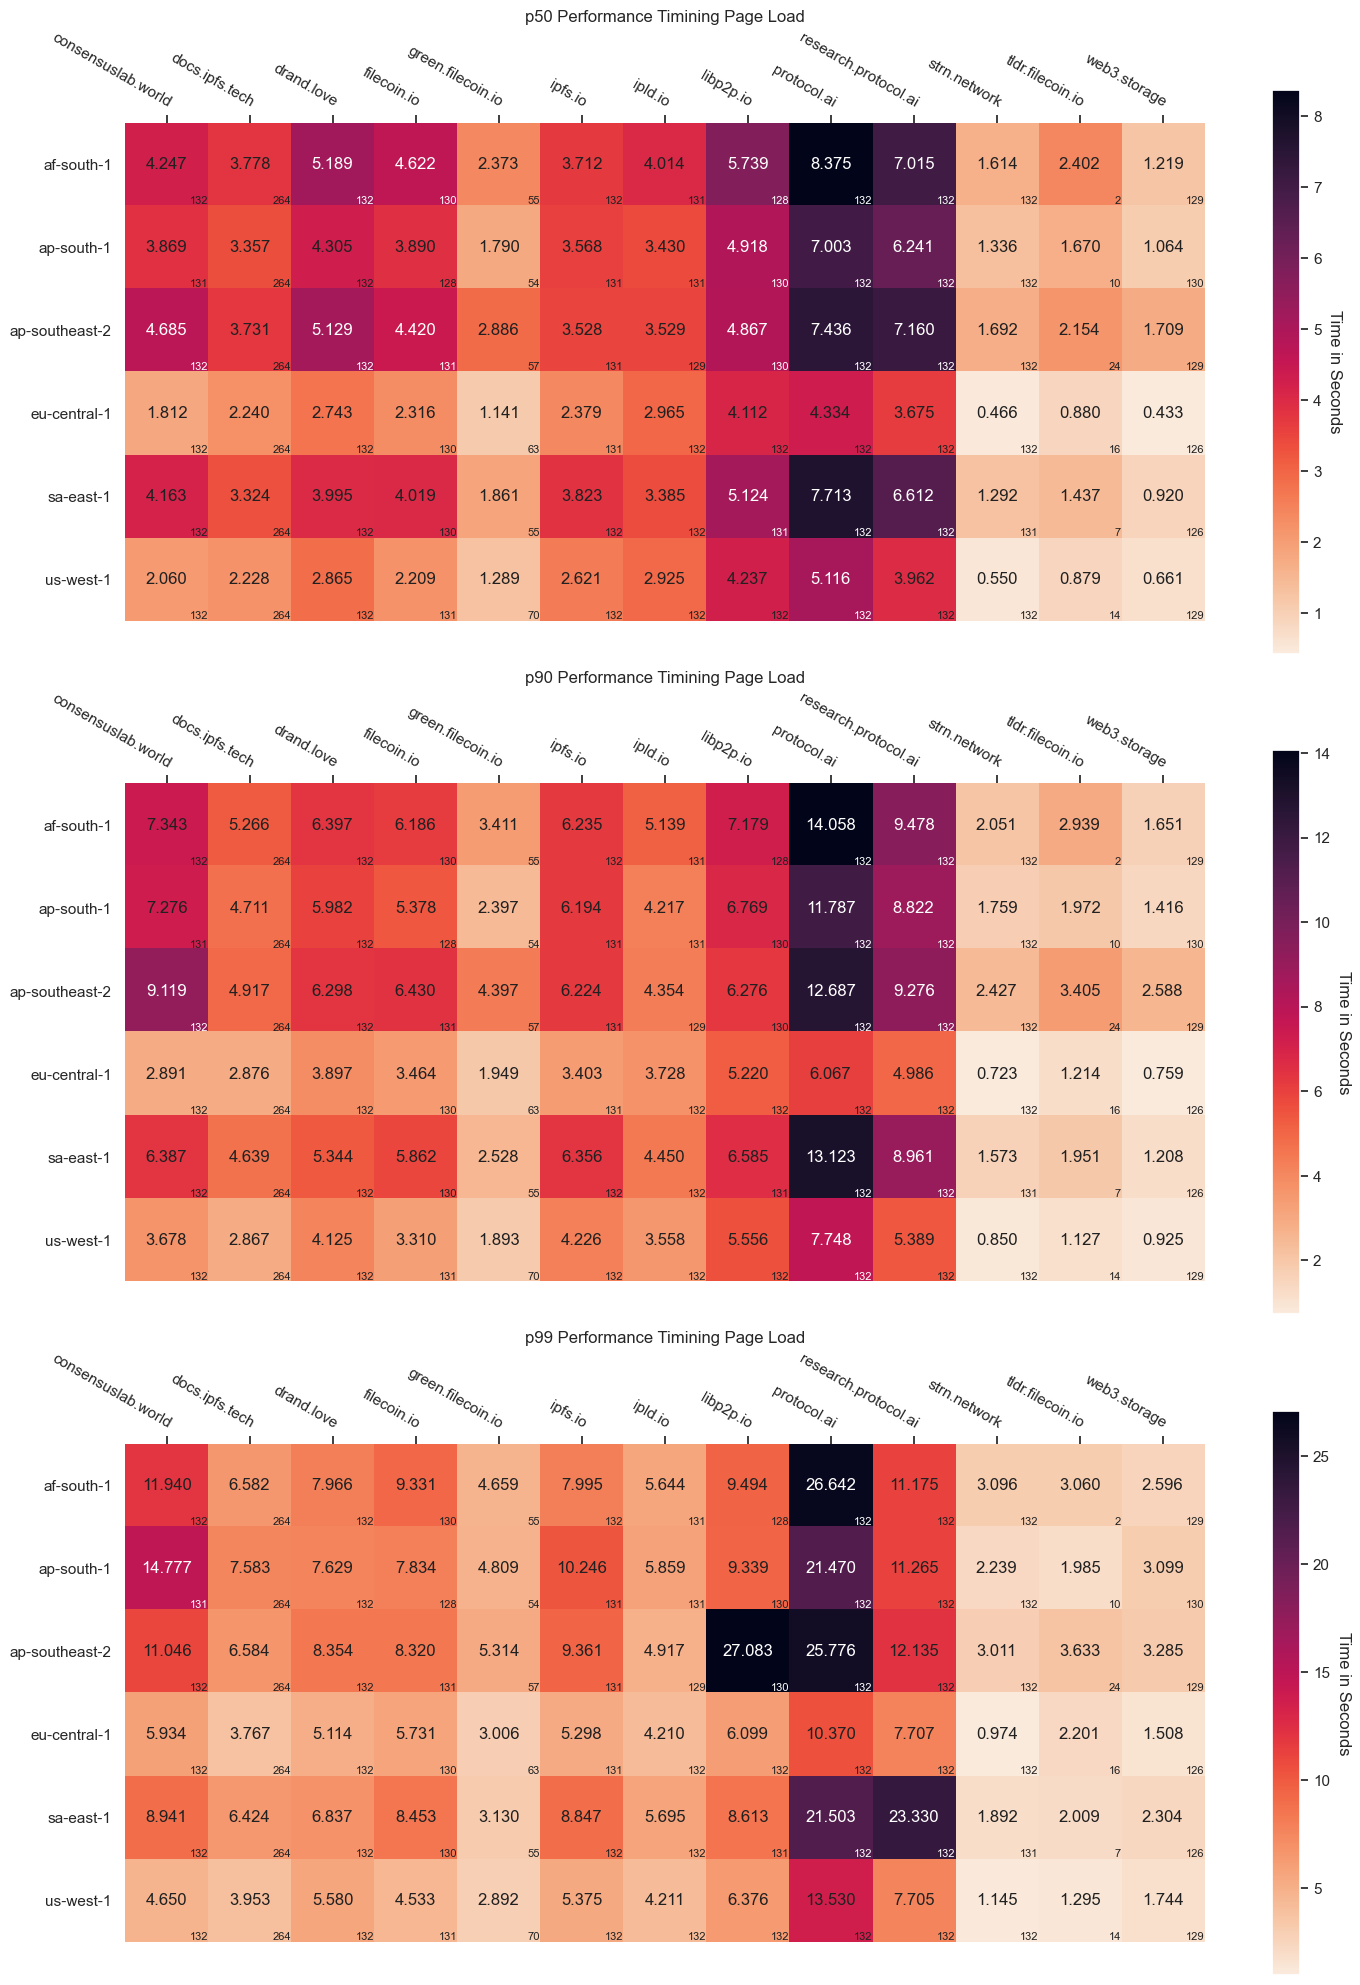 p50 Performance Timining Page Load
consensuslab.world docs.ipfs.tech drand.love filecoin.io green.filecoin.io ipfs.io ipld.io libp2p.io protocol.ai research.protocol.ai strn.network tldr.filecoin.io web3.storage
af-south-1 4.247 3.778 5.189 4.622 2.373 3.712 4.014 5.739 8.375 7.015 1.614 2.402 1.219
132 264 132 130 55 132 131 128 132 132 132 2 129
ap-south-1 3.869 3.357 4.305 3.890 1.790 3.568 3.430 4.918 7.003 6.241 1.336 1.670 1.064
131 264 132 128 54 131 131 130 132 132 132 10 130
ap-southeast-2 4.685 3.731 5.129 4.420 2.886 3.528 3.529 4.867 7.436 7.160 1.692 2.154 1.709
132 264 132 131 57 131 129 130 132 132 132 24 129
eu-central-1 1.812 2.240 2.743 2.316 1.141 2.379 2.965 4.112 4.334 3.675 0.466 0.880 0.433
132 264 132 130 63 131 132 132 132 132 132 16 126
sa-east-1 4.163 3.324 3.995 4.019 1.861 3.823 3.385 5.124 7.713 6.612 1.292 1.437 0.920
132 264 132 130 55 132 132 131 132 132 131 7 126
us-west-1 2.060 2.228 2.865 2.209 1.289 2.621 2.925 4.237 5.116 3.962 0.550 0.879 0.661
132 264 132 131 70 132 132 132 132 132 132 14 129
8
7
6
5
4
3
2
1
Time in Seconds
p90 Performance Timining Page Load
consensuslab.world docs.ipfs.tech drand.love filecoin.io green.filecoin.io ipfs.io ipld.io libp2p.io protocol.ai research.protocol.ai strn.network tldr.filecoin.io web3.storage
af-south-1 7.343 5.266 6.397 6.186 3.411 6.235 5.139 7.179 14.058 9.478 2.051 2.939 1.651
132 264 132 130 55 132 131 128 132 132 132 2 129
ap-south-1 7.276 4.711 5.982 5.378 2.397 6.194 4.217 6.769 11.787 8.822 1.759 1.972 1.416
131 264 132 128 54 131 131 130 132 132 132 10 130
ap-southeast-2 9.119 4.917 6.298 6.430 4.397 6.224 4.354 6.276 12.687 9.276 2.427 3.405 2.588
132 264 132 131 57 131 129 130 132 132 132 24 129
eu-central-1 2.891 2.876 3.897 3.464 1.949 3.403 3.728 5.220 6.067 4.986 0.723 1.214 0.759
132 264 132 130 63 131 132 132 132 132 132 16 126
sa-east-1 6.387 4.639 5.344 5.862 2.528 6.356 4.450 6.585 13.123 8.961 1.573 1.951 1.208
132 264 132 130 55 132 132 131 132 132 131 7 126
us-west-1 3.678 2.867 4.125 3.310 1.893 4.226 3.558 5.556 7.748 5.389 0.850 1.127 0.925
132 264 132 131 70 132 132 132 132 132 132 14 129
14
12
10
8
6
4
2
Time in Seconds
p99 Performance Timining Page Load
consensuslab.world docs.ipfs.tech drand.love filecoin.io green.filecoin.io ipfs.io ipld.io libp2p.io protocol.ai research.protocol.ai strn.network tldr.filecoin.io web3.storage
af-south-1 11.940 6.582 7.966 9.331 4.659 7.995 5.644 9.494 26.642 11.175 3.096 3.060 2.596
132 264 132 130 55 132 131 128 132 132 132 2 129
ap-south-1 14.777 7.583 7.629 7.834 4.809 10.246 5.859 9.339 21.470 11.265 2.239 1.985 3.099
131 264 132 128 54 131 131 130 132 132 132 10 130
ap-southeast-2 11.046 6.584 8.354 8.320 5.314 9.361 4.917 27.083 25.776 12.135 3.011 3.633 3.285
132 264 132 131 57 131 129 130 132 132 132 24 129
eu-central-1 5.934 3.767 5.114 5.731 3.006 5.298 4.210 6.099 10.370 7.707 0.974 2.201 1.508
132 264 132 130 63 131 132 132 132 132 132 16 126
sa-east-1 8.941 6.424 6.837 8.453 3.130 8.847 5.695 8.613 21.503 23.330 1.892 2.009 2.304
132 264 132 130 55 132 132 131 132 132 131 7 126
us-west-1 4.650 3.953 5.580 4.533 2.892 5.375 4.211 6.376 13.530 7.705 1.145 1.295 1.744
132 264 132 131 70 132 132 132 132 132 132 14 129
25
20
15
10
5
Time in Seconds